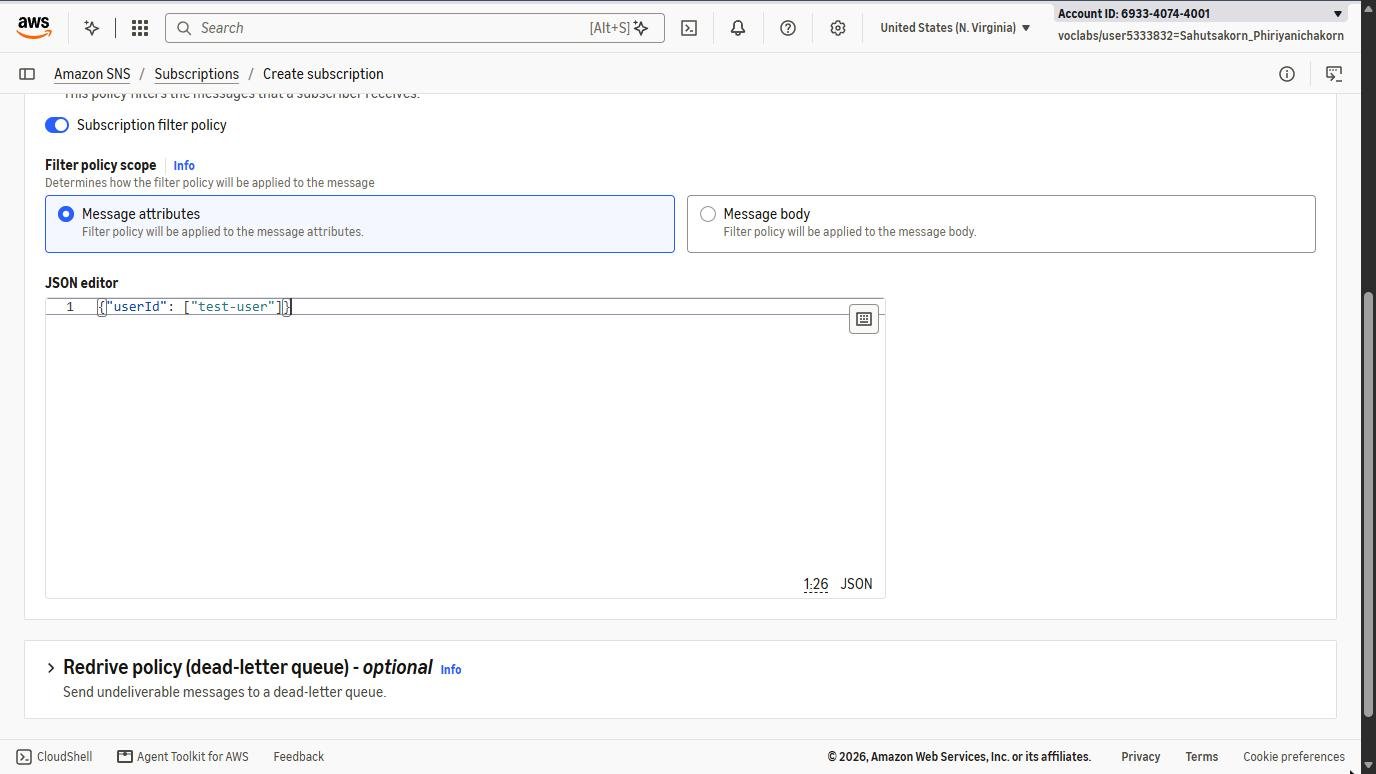 aws
Search [Alt+S]
United States (N. Virginia)
Account ID: 6933-4074-4001
voclabs/user5333832=Sahutsakorn_Phiriyanichakorn
Amazon SNS / Subscriptions / Create subscription
This policy filters the messages that a subscriber receives.
Subscription filter policy
Filter policy scope Info
Determines how the filter policy will be applied to the message
Message attributes
Filter policy will be applied to the message attributes.
Message body
Filter policy will be applied to the message body.
JSON editor
1 {"userId": ["test-user"]}
1:26 JSON
Redrive policy (dead-letter queue) - optional Info
Send undeliverable messages to a dead-letter queue.
CloudShell Agent Toolkit for AWS Feedback © 2026, Amazon Web Services, Inc. or its affiliates. Privacy Terms Cookie preferences